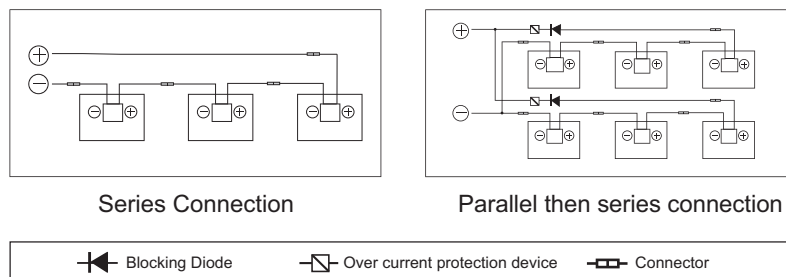 Series Connection
Parallel then series connection
Blocking Diode
Over current protection device
Connector